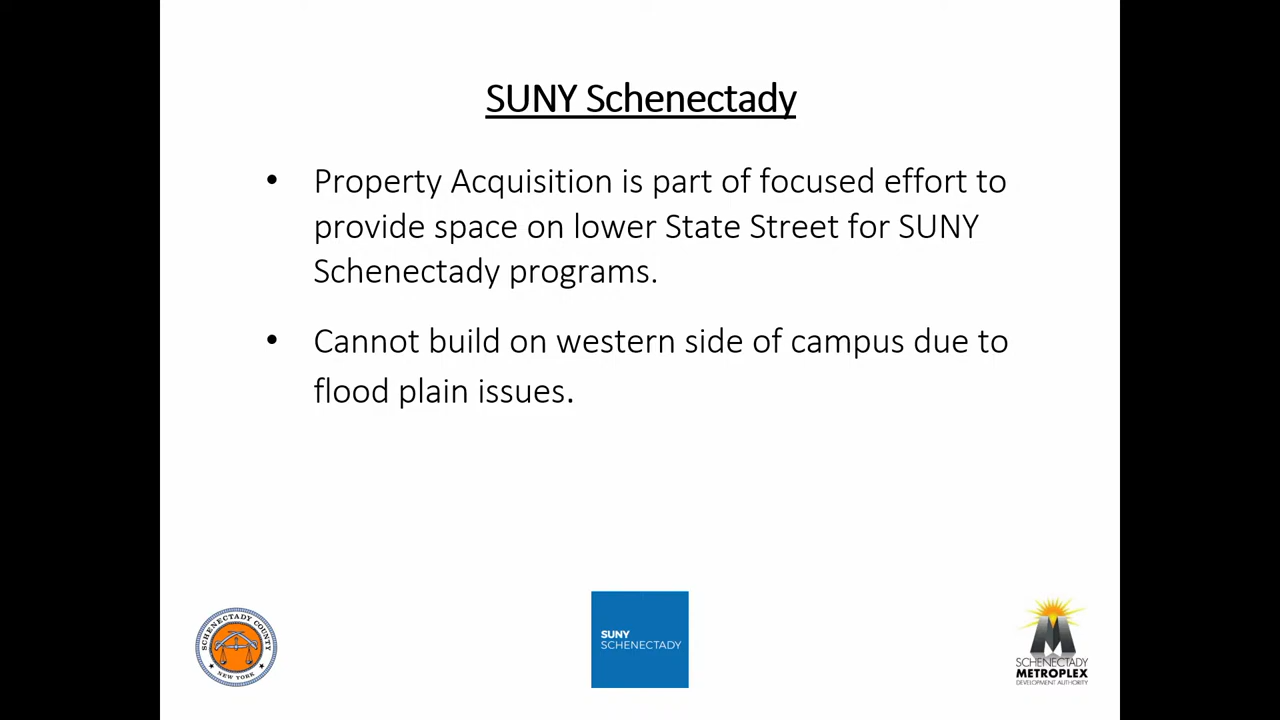 SUNY Schenectady
• Property Acquisition is part of focused effort to
provide space on lower State Street for SUNY
Schenectady programs.
• Cannot build on western side of campus due to
flood plain issues.
SCHENECTADY COUNTY
NEW YORK
SUNY
SCHENECTADY
M
SCHENECTADY
METROPLEX
DEVELOPMENT AUTHORITY